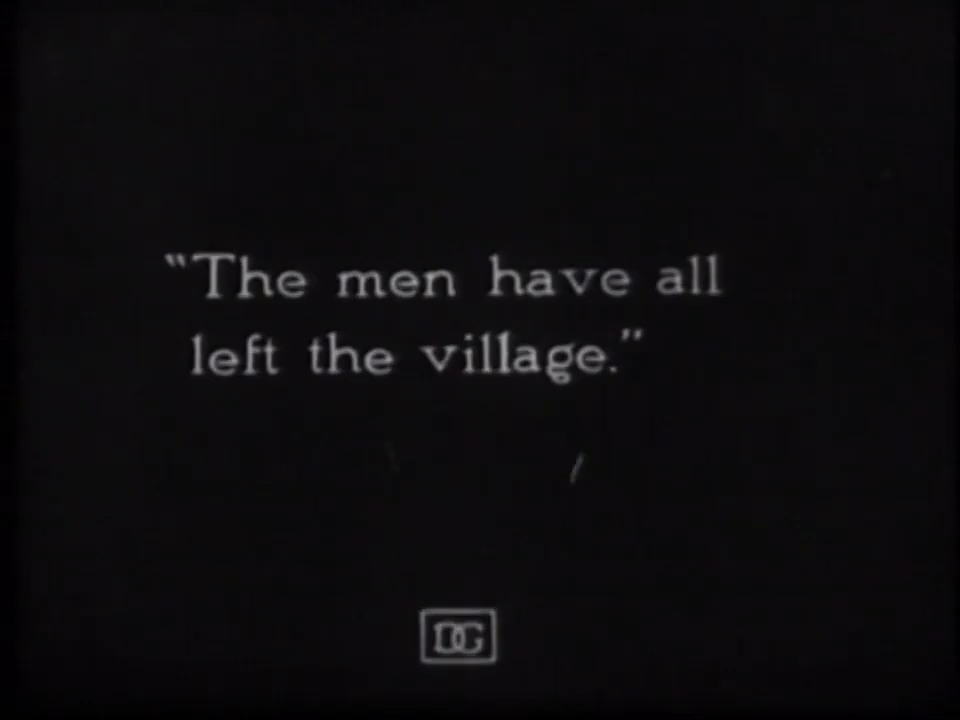 “The men have all
left the village.”
DG